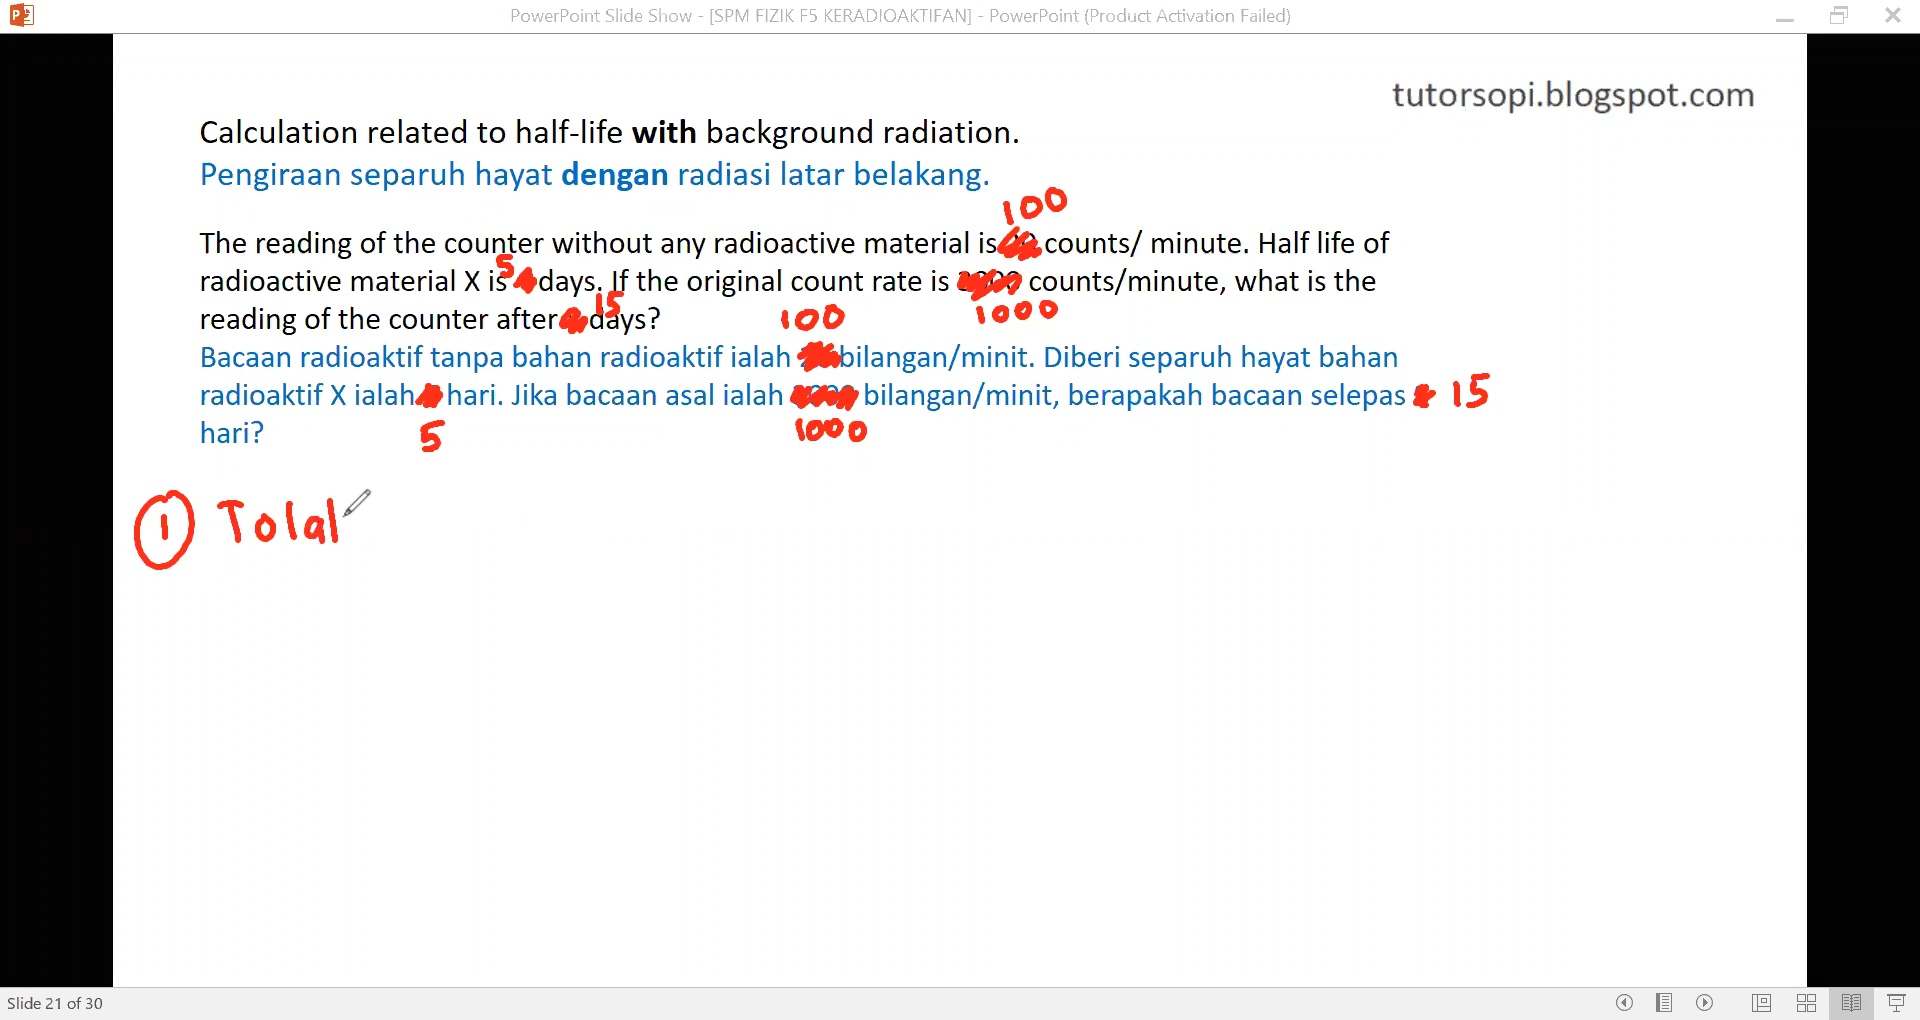 PowerPoint Slide Show - [SPM FIZIK F5 KERADIOAKTIFAN] - PowerPoint (Product Activation Failed)
tutorsopi.blogspot.com
Calculation related to half-life with background radiation.
Pengiraan separuh hayat dengan radiasi latar belakang.
100
The reading of the counter without any radioactive material is counts/ minute. Half life of
radioactive material X is 5 days. If the original count rate is counts/minute, what is the
1000
reading of the counter after 15 days?
100
Bacaan radioaktif tanpa bahan radioaktif ialah bilangan/minit. Diberi separuh hayat bahan
radioaktif X ialah hari. Jika bacaan asal ialah bilangan/minit, berapakah bacaan selepas 15
hari? 5 1000
1 Tolal
Slide 21 of 30